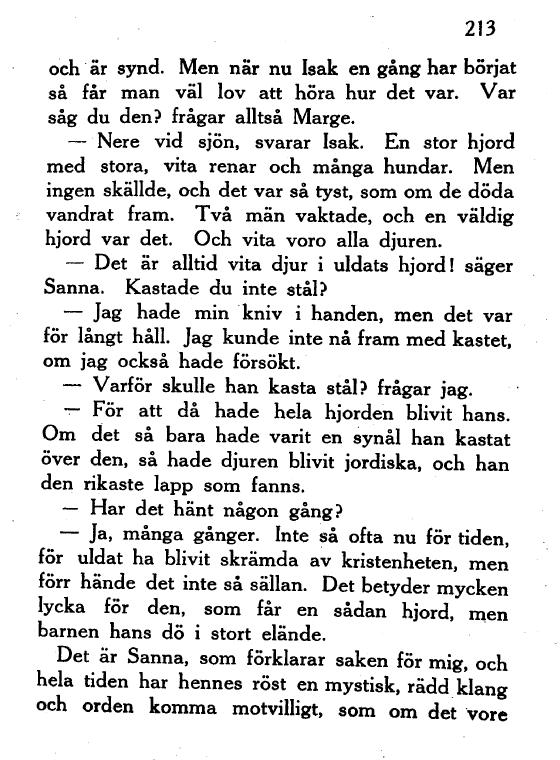 213
och är synd. Men när nu Isak en gång har börjat
så får man väl lov att höra hur det var. Var
såg du den? frågar alltså Marge.
— Nere vid sjön, svarar Isak. En stor hjord
med stora, vita renar och många hundar. Men
ingen skällde, och det var så tyst, som om de döda
vandrat fram. Två män vaktade, och en väldig
hjord var det. Och vita voro alla djuren.
— Det är alltid vita djur i uldats hjord! säger
Sanna. Kastade du inte stål?
— Jag hade min kniv i handen, men det var
för långt håll. Jag kunde inte nå fram med kastet,
om jag också hade försökt.
— Varför skulle han kasta stål? frågar jag.
— För att då hade hela hjorden blivit hans.
Om det så bara hade varit en synål han kastat
över den, så hade djuren blivit jordiska, och han
den rikaste lapp som fanns.
— Har det hänt någon gång?
— Ja, många gånger. Inte så ofta nu för tiden,
för uldat ha blivit skrämda av kristenheten, men
förr hände det inte så sällan. Det betyder mycken
lycka för den, som får en sådan hjord, men
barnen hans dö i stort elände.
Det är Sanna, som förklarar saken för mig, och
hela tiden har hennes röst en mystisk, rädd klang
och orden komma motvilligt, som om det vore